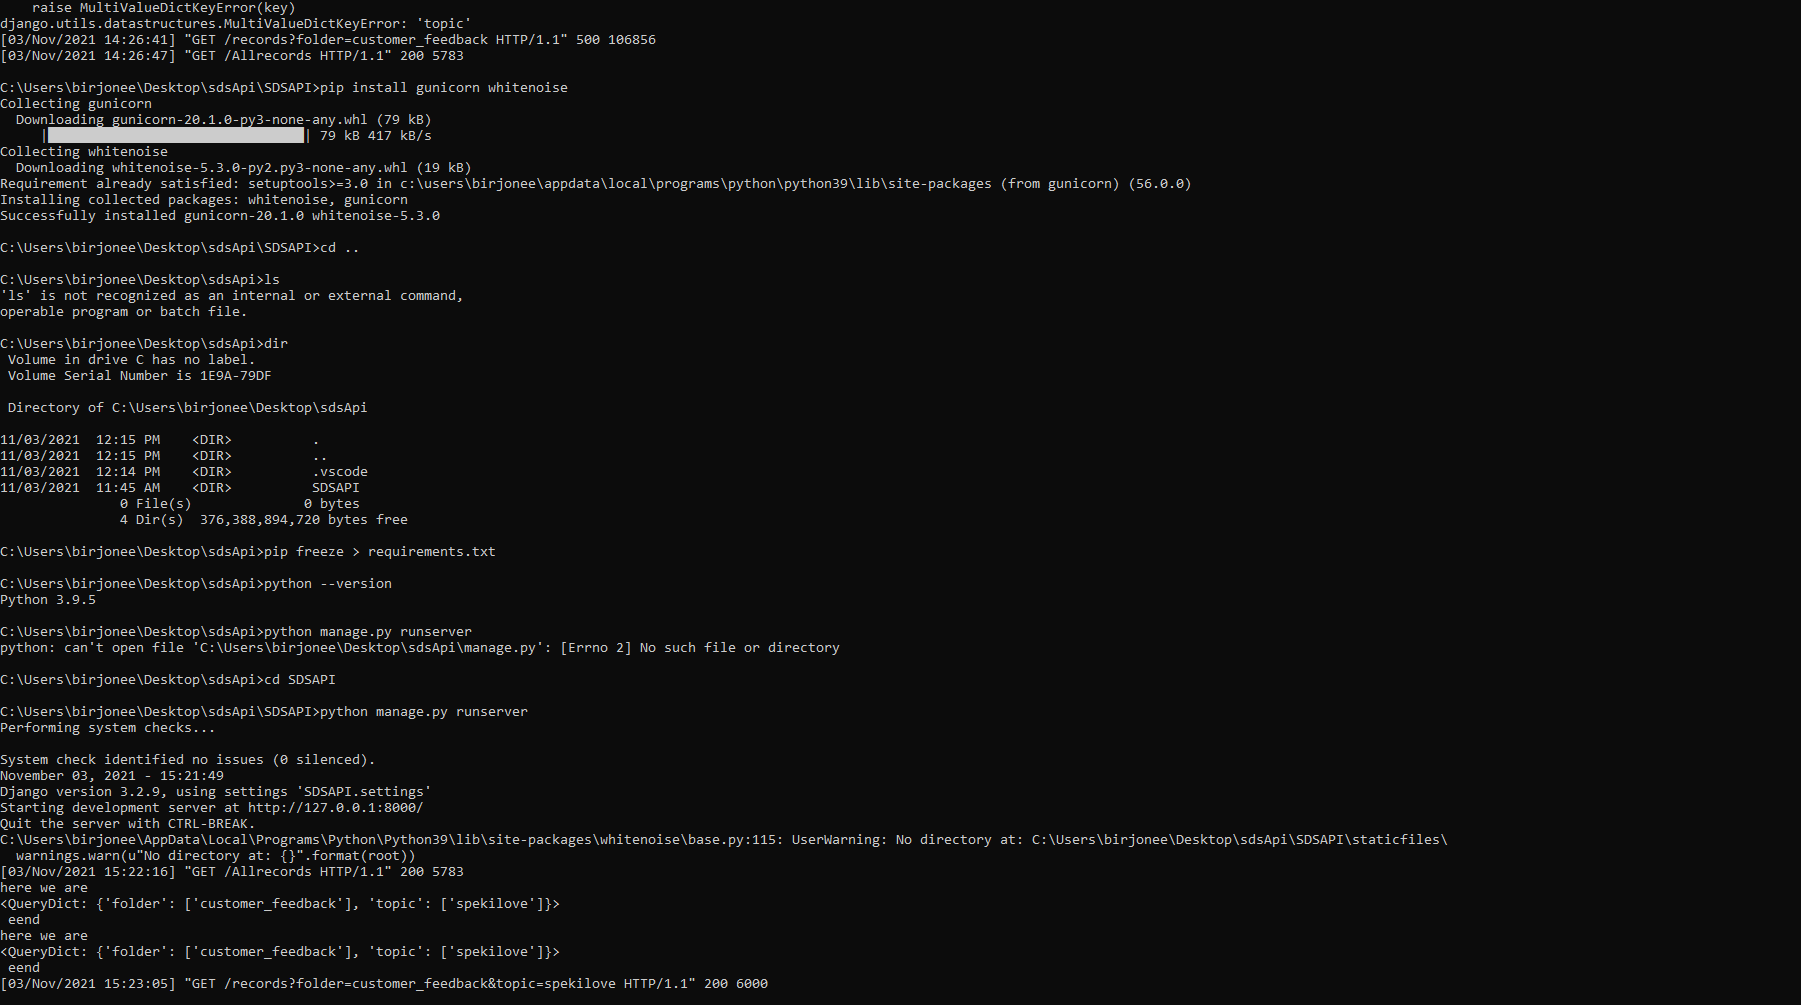 raise MultiValueDictKeyError(key)
django.utils.datastructures.MultiValueDictKeyError: 'topic'
[03/Nov/2021 14:26:41] "GET /records?folder=customer_feedback HTTP/1.1" 500 106856
[03/Nov/2021 14:26:47] "GET /Allrecords HTTP/1.1" 200 5783
C:\Users\birjonee\Desktop\sdsApi\SDSAPI>pip install gunicorn whitenoise
Collecting gunicorn
Downloading gunicorn-20.1.0-py3-none-any.whl (79 kB)
|████████████████████████████████| 79 kB 417 kB/s
Collecting whitenoise
Downloading whitenoise-5.3.0-py2.py3-none-any.whl (19 kB)
Requirement already satisfied: setuptools>=3.0 in c:\users\birjonee\appdata\local\programs\python\python39\lib\site-packages (from gunicorn) (56.0.0)
Installing collected packages: whitenoise, gunicorn
Successfully installed gunicorn-20.1.0 whitenoise-5.3.0
C:\Users\birjonee\Desktop\sdsApi\SDSAPI>cd ..
C:\Users\birjonee\Desktop\sdsApi>ls
'ls' is not recognized as an internal or external command,
operable program or batch file.
C:\Users\birjonee\Desktop\sdsApi>dir
Volume in drive C has no label.
Volume Serial Number is 1E9A-79DF
Directory of C:\Users\birjonee\Desktop\sdsApi
11/03/2021  12:15 PM    <DIR>          .
11/03/2021  12:15 PM    <DIR>          ..
11/03/2021  12:14 PM    <DIR>          .vscode
11/03/2021  11:45 AM    <DIR>          SDSAPI
0 File(s)              0 bytes
4 Dir(s)  376,388,894,720 bytes free
C:\Users\birjonee\Desktop\sdsApi>pip freeze > requirements.txt
C:\Users\birjonee\Desktop\sdsApi>python --version
Python 3.9.5
C:\Users\birjonee\Desktop\sdsApi>python manage.py runserver
python: can't open file 'C:\Users\birjonee\Desktop\sdsApi\manage.py': [Errno 2] No such file or directory
C:\Users\birjonee\Desktop\sdsApi>cd SDSAPI
C:\Users\birjonee\Desktop\sdsApi\SDSAPI>python manage.py runserver
Performing system checks...
System check identified no issues (0 silenced).
November 03, 2021 - 15:21:49
Django version 3.2.9, using settings 'SDSAPI.settings'
Starting development server at http://127.0.0.1:8000/
Quit the server with CTRL-BREAK.
C:\Users\birjonee\AppData\Local\Programs\Python\Python39\lib\site-packages\whitenoise\base.py:115: UserWarning: No directory at: C:\Users\birjonee\Desktop\sdsApi\SDSAPI\staticfiles\
warnings.warn(u"No directory at: {}".format(root))
[03/Nov/2021 15:22:16] "GET /Allrecords HTTP/1.1" 200 5783
here we are
<QueryDict: {'folder': ['customer_feedback'], 'topic': ['spekilove']}>
eend
here we are
<QueryDict: {'folder': ['customer_feedback'], 'topic': ['spekilove']}>
eend
[03/Nov/2021 15:23:05] "GET /records?folder=customer_feedback&topic=spekilove HTTP/1.1" 200 6000